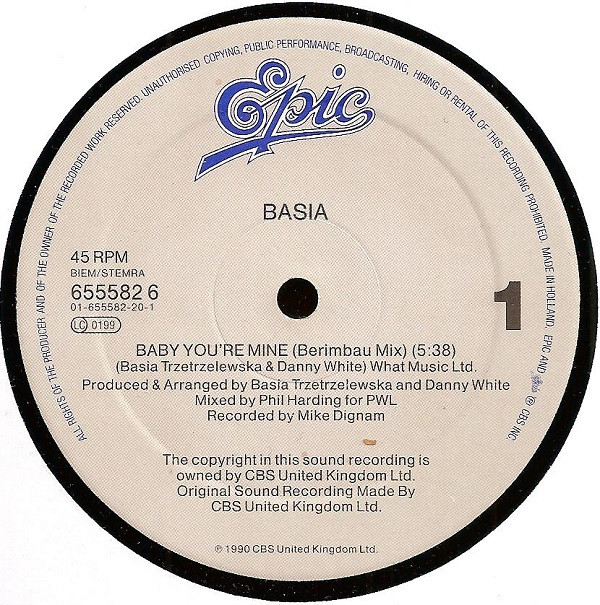 ALL RIGHTS OF THE PRODUCER AND OF THE OWNER OF THE RECORDED WORK RESERVED. UNAUTHORISED COPYING, PUBLIC PERFORMANCE, BROADCASTING, HIRING OR RENTAL OF THIS RECORDING PROHIBITED. MADE IN HOLLAND. EPIC AND Epic ℗ CBS INC.
Epic
BASIA
45 RPM
BIEM/STEMRA
655582 6
01-655582-20-1
LC 0199
1
BABY YOU'RE MINE (Berimbau Mix) (5:38)
(Basia Trzetrzelewska & Danny White) What Music Ltd.
Produced & Arranged by Basia Trzetrzelewska and Danny White
Mixed by Phil Harding for PWL
Recorded by Mike Dignam
The copyright in this sound recording is
owned by CBS United Kingdom Ltd.
Original Sound Recording Made By
CBS United Kingdom Ltd.
℗ 1990 CBS United Kingdom Ltd.